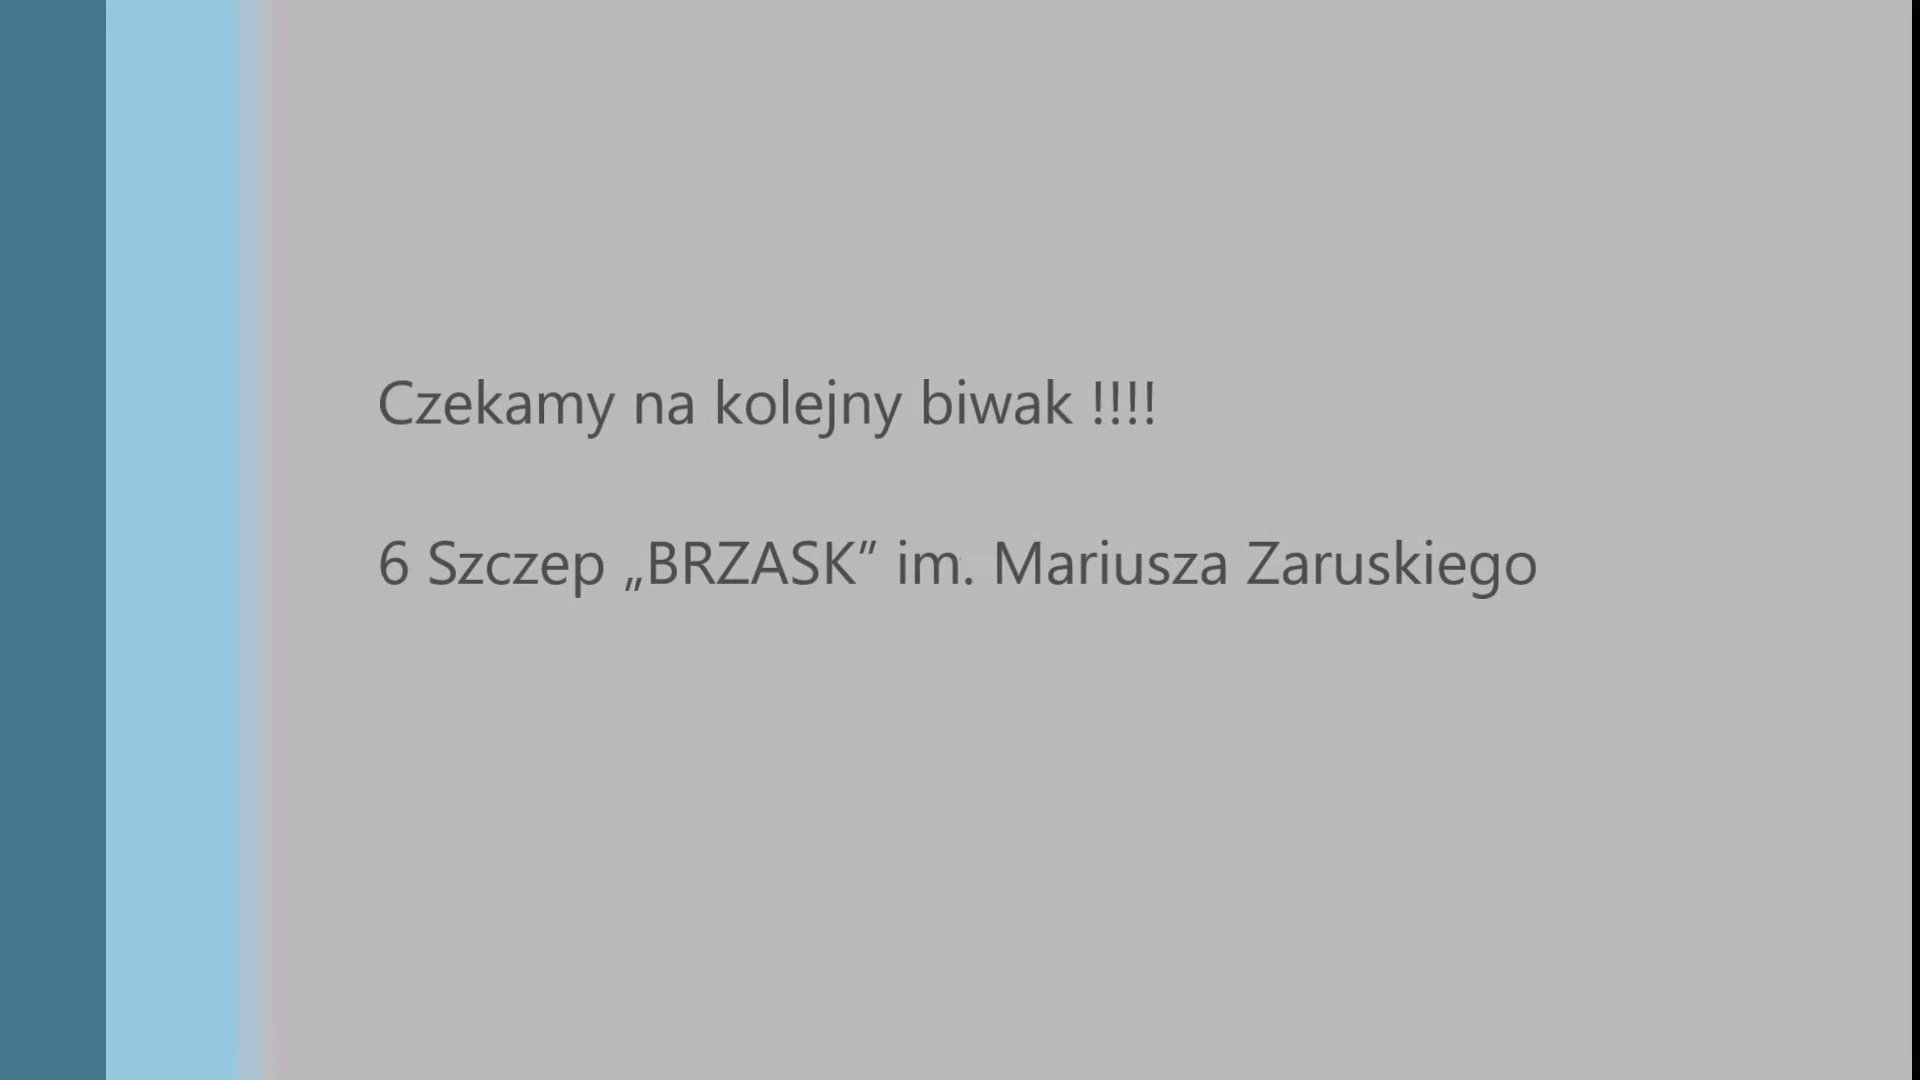 Czekamy na kolejny biwak !!!!
6 Szczep „BRZASK” im. Mariusza Zaruskiego